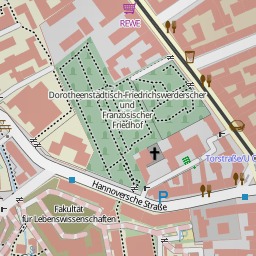 REWE
Dorotheenstädtisch-Friedrichswerderscher
und
Französischer
Friedhof
Torstraße/U O
Hannoversche Straße
P
Fakultät
für Lebenswissenschaften